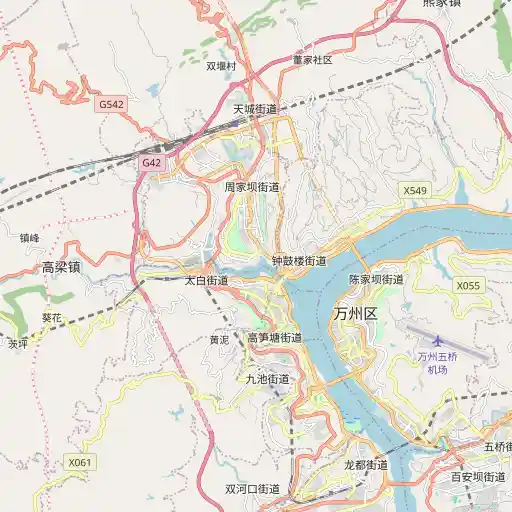 熊家镇
双堰村
董家社区
G542
天城街道
G42
周家坝街道
X549
镇峰
高梁镇
钟鼓楼街道
太白街道
陈家坝街道
X055
葵花
万州区
茨坪
黄泥
高笋塘街道
万州五桥
机场
九池街道
五桥街
X061
龙都街道
百安坝街道
双河口街道